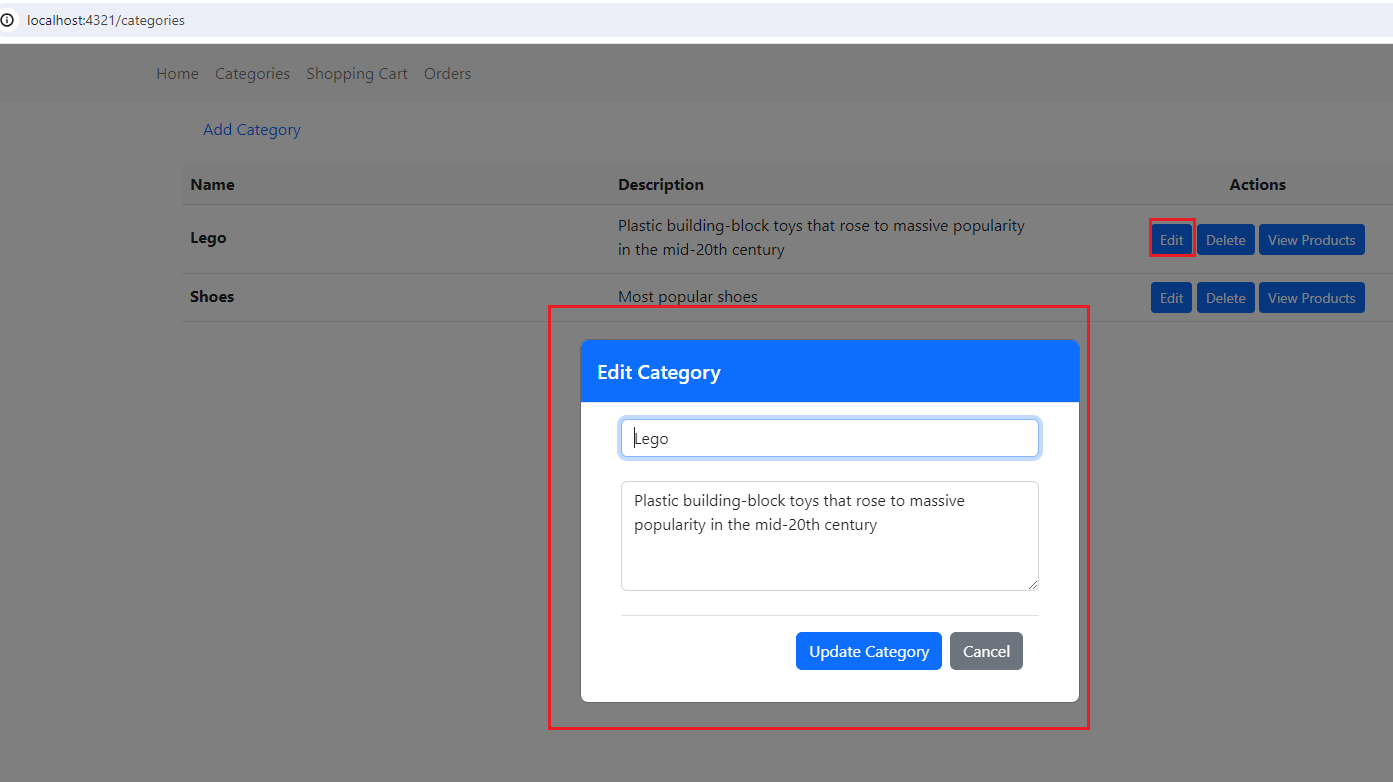 localhost:4321/categories
Home Categories Shopping Cart Orders
Add Category
Name Description Actions
Lego Plastic building-block toys that rose to massive popularity in the mid-20th century Edit Delete View Products
Shoes Most popular shoes Edit Delete View Products
Edit Category
Lego
Plastic building-block toys that rose to massive
popularity in the mid-20th century
Update Category Cancel